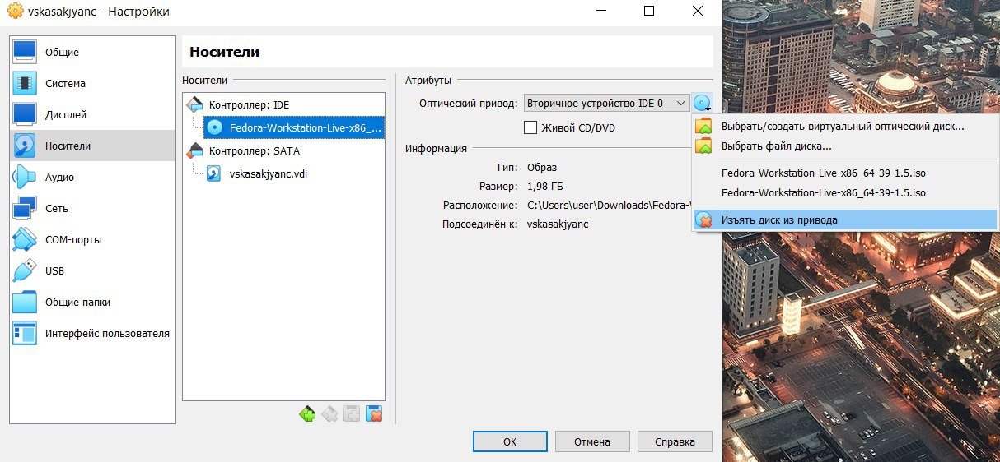 vskasakjyanc - Настройки
Общие
Система
Дисплей
Носители
Аудио
Сеть
COM-порты
USB
Общие папки
Интерфейс пользователя
Носители
Носители
Контроллер: IDE
Fedora-Workstation-Live-x86_...
Контроллер: SATA
vskasakjyanc.vdi
Атрибуты
Оптический привод: Вторичное устройство IDE 0
Живой CD/DVD
Информация
Тип: Образ
Размер: 1,98 ГБ
Расположение: C:\Users\user\Downloads\Fedora-W
Подсоединён к: vskasakjyanc
Выбрать/создать виртуальный оптический диск...
Выбрать файл диска...
Fedora-Workstation-Live-x86_64-39-1.5.iso
Fedora-Workstation-Live-x86_64-39-1.5.iso
Изъять диск из привода
OK
Отмена
Справка